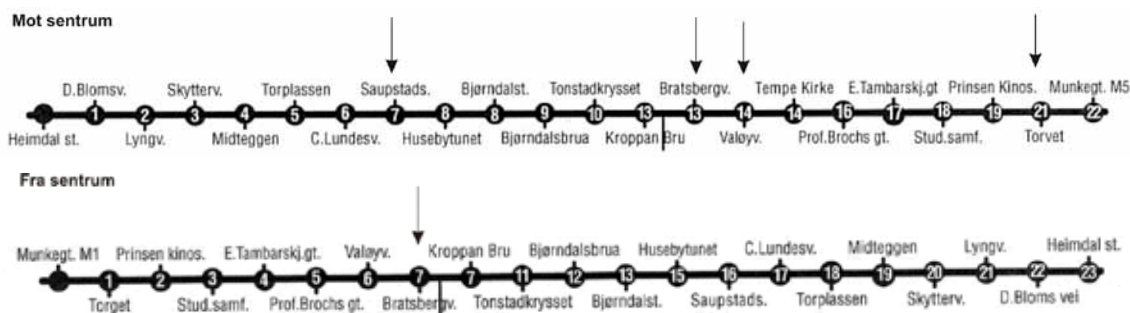 Mot sentrum
D.Blomsv. Skytterv. Torplassen Saupstads. Bjørndalst. Tonstadkrysset Bratsbergv. Tempe Kirke E.Tambarskj.gt Prinsen Kinos. Munkegt. M5
1 2 3 4 5 6 7 8 8 9 10 13 13 14 14 16 17 18 19 21 22
Heimdal st. Lyngv. Midteggen C.Lundesv. Husebytunet Bjørndalsbrua Kroppan Bru Valøyv. Prof.Brochs gt. Stud.samf. Torvet
Fra sentrum
Munkegt. M1 Prinsen kinos. E.Tambarskj.gt. Valøyv. Kroppan Bru Bjørndalsbrua Husebytunet C.Lundesv. Midteggen Lyngv. Heimdal st.
1 2 3 4 5 6 7 7 11 12 13 15 16 17 18 19 20 21 22 23
Torget Stud.samf. Prof.Brochs gt. Bratsbergv. Tonstadkrysset Bjørndalst. Saupstads. Torplassen Skytterv. D.Bloms vei